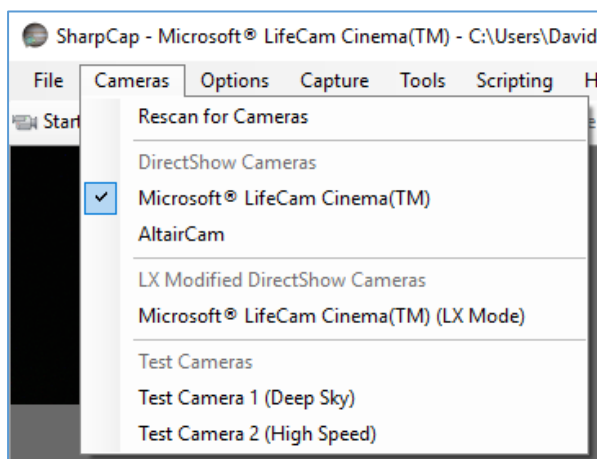 SharpCap - Microsoft® LifeCam Cinema(TM) - C:\Users\David
File Cameras Options Capture Tools Scripting H
Start
Rescan for Cameras
DirectShow Cameras
Microsoft® LifeCam Cinema(TM)
AltairCam
LX Modified DirectShow Cameras
Microsoft® LifeCam Cinema(TM) (LX Mode)
Test Cameras
Test Camera 1 (Deep Sky)
Test Camera 2 (High Speed)